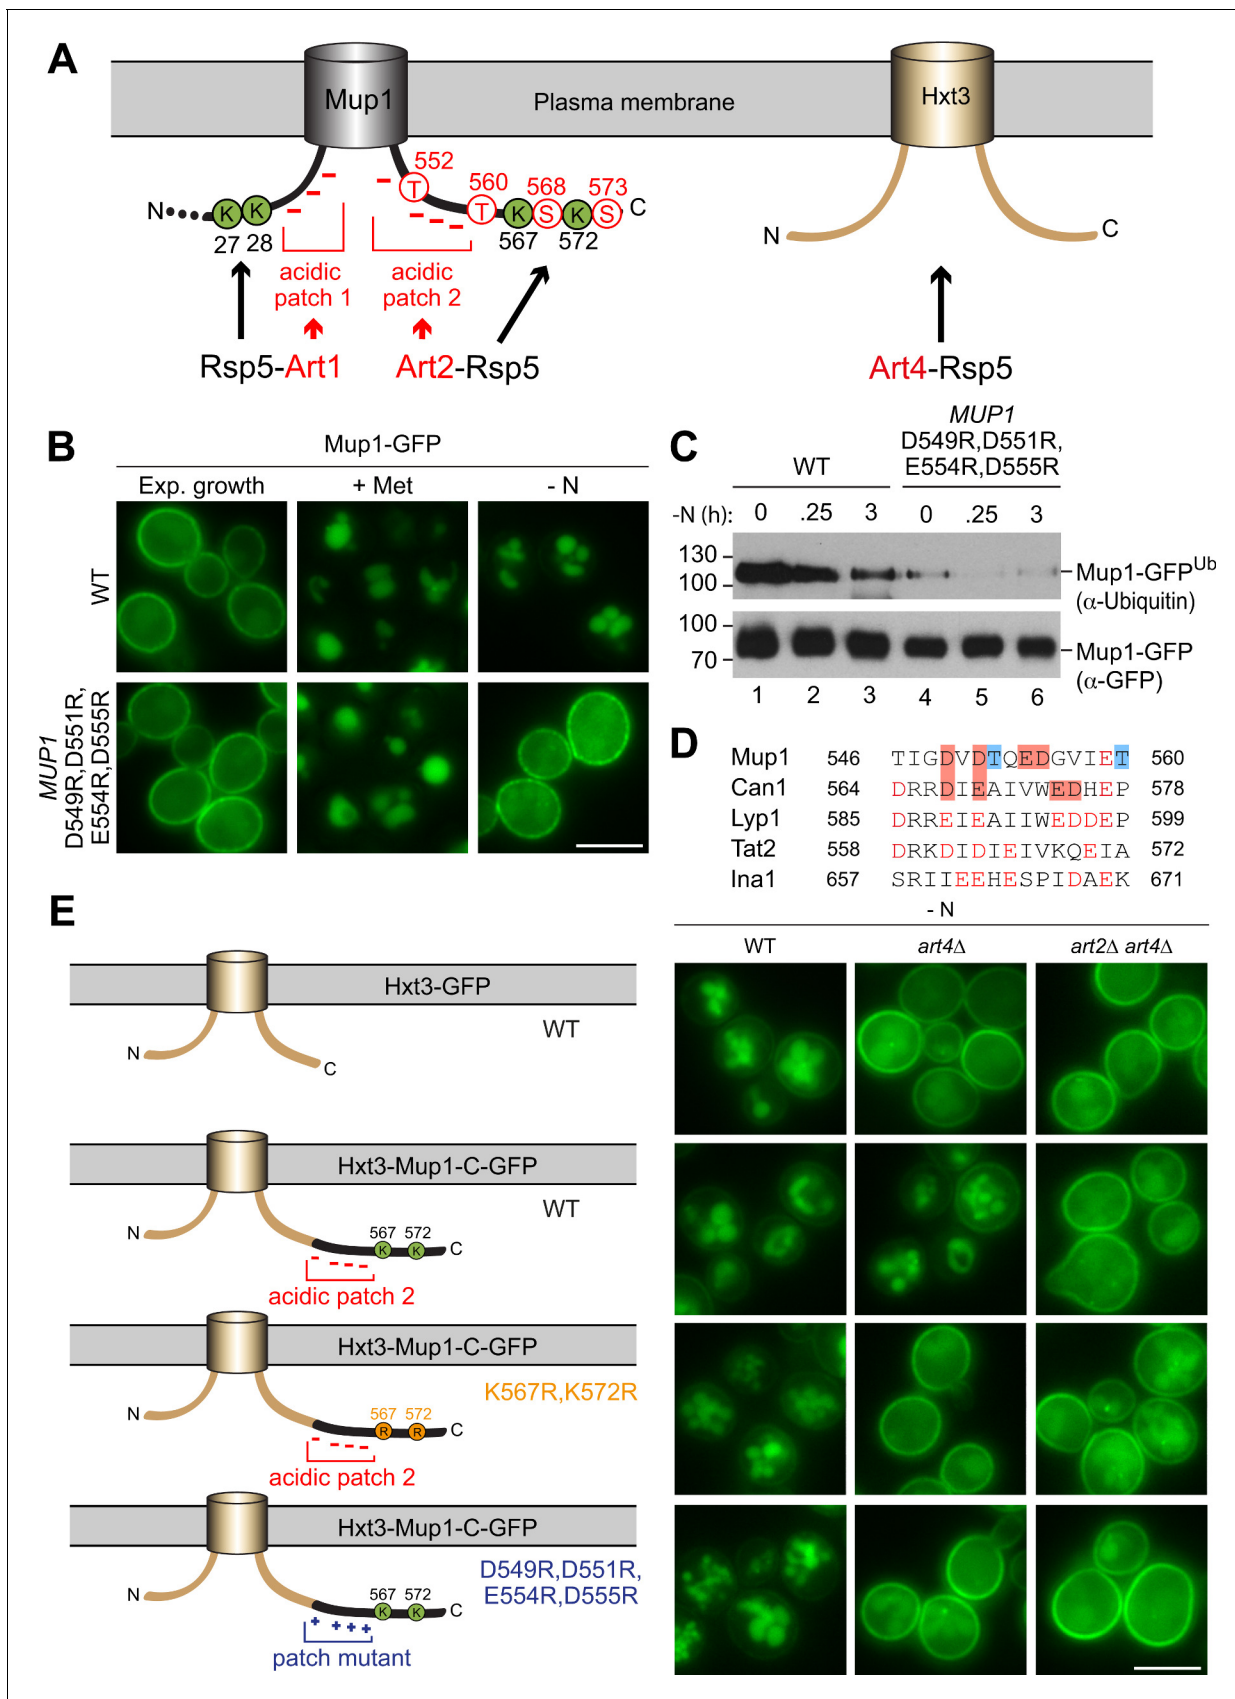 A
Mup1
Plasma membrane
Hxt3
N
K
K
27
28
552
T
560
T
K
567
568
S
K
572
573
S
C
N
C
acidic
patch 1
acidic
patch 2
Rsp5-Art1
Art2-Rsp5
Art4-Rsp5
B
Mup1-GFP
Exp. growth
+ Met
- N
WT
MUP1
D549R,D551R,
E554R,D555R
C
WT
MUP1
D549R,D551R,
E554R,D555R
-N (h):
0
.25
3
0
.25
3
130
100
Mup1-GFPUb
(α-Ubiquitin)
100
70
Mup1-GFP
(α-GFP)
1
2
3
4
5
6
D
Mup1 546 TIGDVDTQEDGVIET 560
Can1 564 DRRDIEAIVWEDHEP 578
Lyp1 585 DRREIEAIIWEDDEP 599
Tat2 558 DRKDIDIEIVKQEIA 572
Ina1 657 SRIIEEHESPIDAEK 671
E
- N
WT
art4Δ
art2Δ art4Δ
Hxt3-GFP
WT
N
C
Hxt3-Mup1-C-GFP
WT
N
567
572
K
K
C
acidic patch 2
Hxt3-Mup1-C-GFP
K567R,K572R
N
567
572
R
R
C
acidic patch 2
Hxt3-Mup1-C-GFP
D549R,D551R,
E554R,D555R
N
567
572
K
K
C
patch mutant